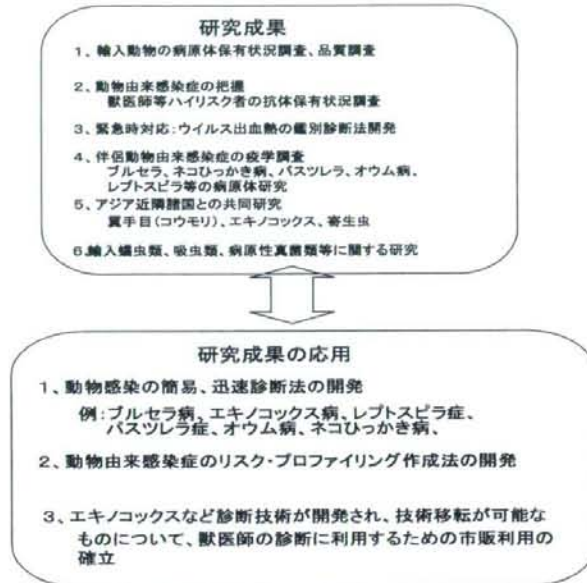 研究成果
1、輸入動物の病原体保有状況調査、品質調査
2、動物由来感染症の把握
獣医師等ハイリスク者の抗体保有状況調査
3、緊急時対応：ウイルス出血熱の鑑別診断法開発
4、伴侶動物由来感染症の疫学調査
ブルセラ、ネコひっかき病、パスツレラ、オウム病、
レプトスピラ等の病原体研究
5、アジア近隣諸国との共同研究
翼手目（コウモリ）、エキノコックス、寄生虫
6、輸入蠕虫類、吸虫類、病原性真菌類等に関する研究
研究成果の応用
1、動物感染の簡易、迅速診断法の開発
例：ブルセラ病、エキノコックス病、レプトスピラ症、
パスツレラ症、オウム病、ネコひっかき病、
2、動物由来感染症のリスク・プロファイリング作成法の開発
3、エキノコックスなど診断技術が開発され、技術移転が可能な
ものについて、獣医師の診断に利用するための市販利用の
確立